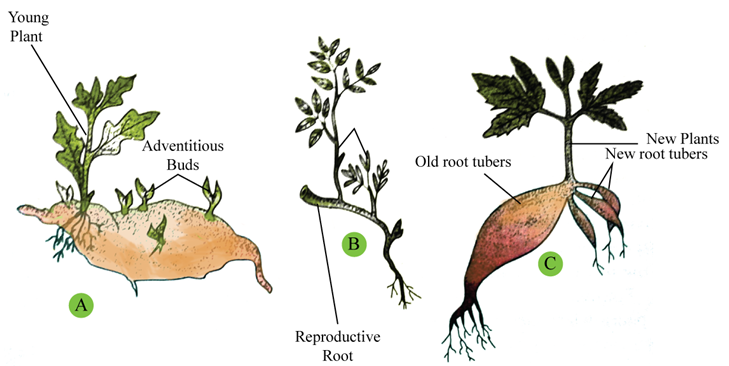 Young
Plant
Adventitious
Buds
A
B
Reproductive
Root
Old root tubers
New Plants
New root tubers
C